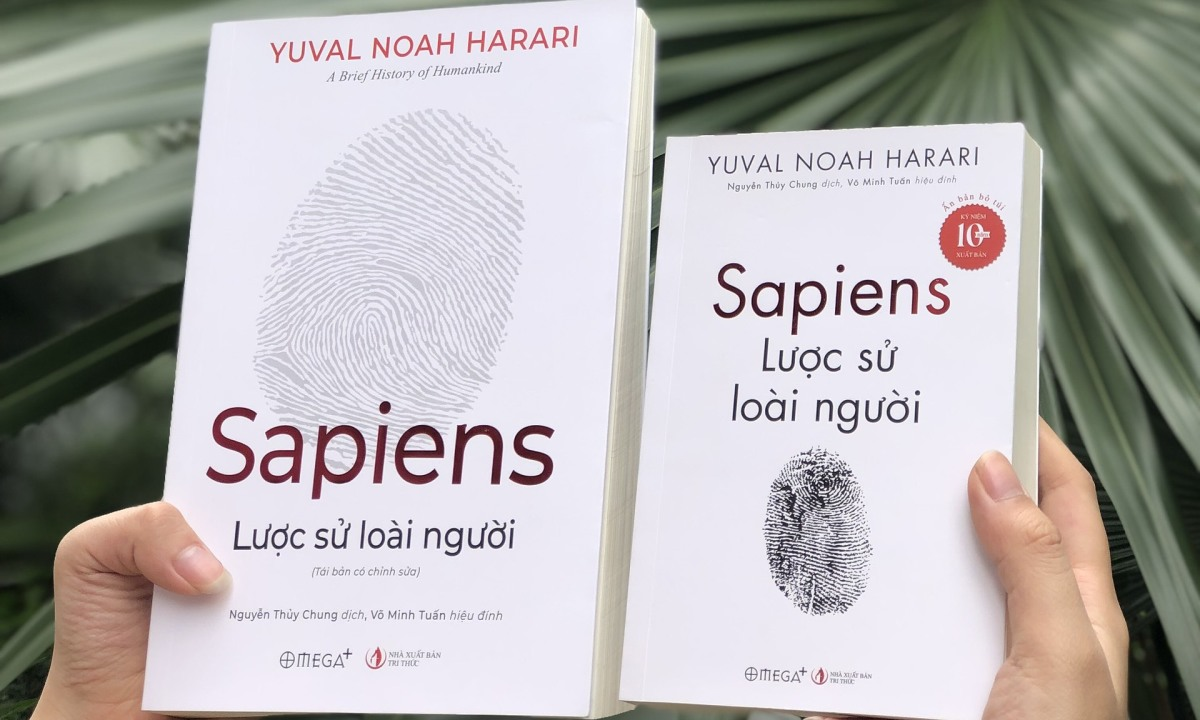 YUVAL NOAH HARARI
A Brief History of Humankind
Sapiens
Lược sử loài người
(Tái bản có chỉnh sửa)
Nguyễn Thủy Chung dịch, Võ Minh Tuấn hiệu đính
OMEGA+
NHÀ XUẤT BẢN
TRI THỨC
YUVAL NOAH HARARI
Nguyễn Thủy Chung dịch, Võ Minh Tuấn hiệu đính
Ấn bản bỏ túi
KỶ NIỆM
10
XUẤT BẢN
Sapiens
Lược sử
loài người
OMEGA+
NHÀ XUẤT BẢN
TRI THỨC